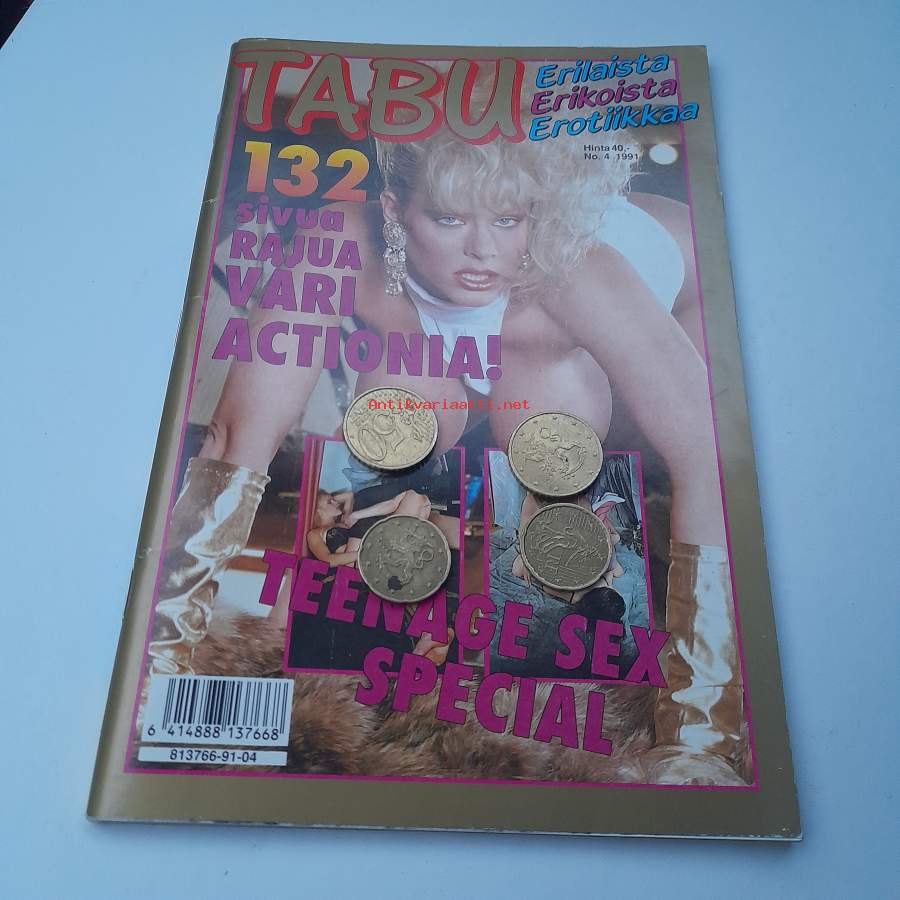 TABU
Erilaista
Erikoista
Erotiikkaa
Hinta 40,-
No. 4 1991
132
sivua
RAJUA
VÄRI
ACTIONIA!
Antikvariaatti.net
50
TEENAGE SEX
SPECIAL
6 414888 137668
813766-91-04